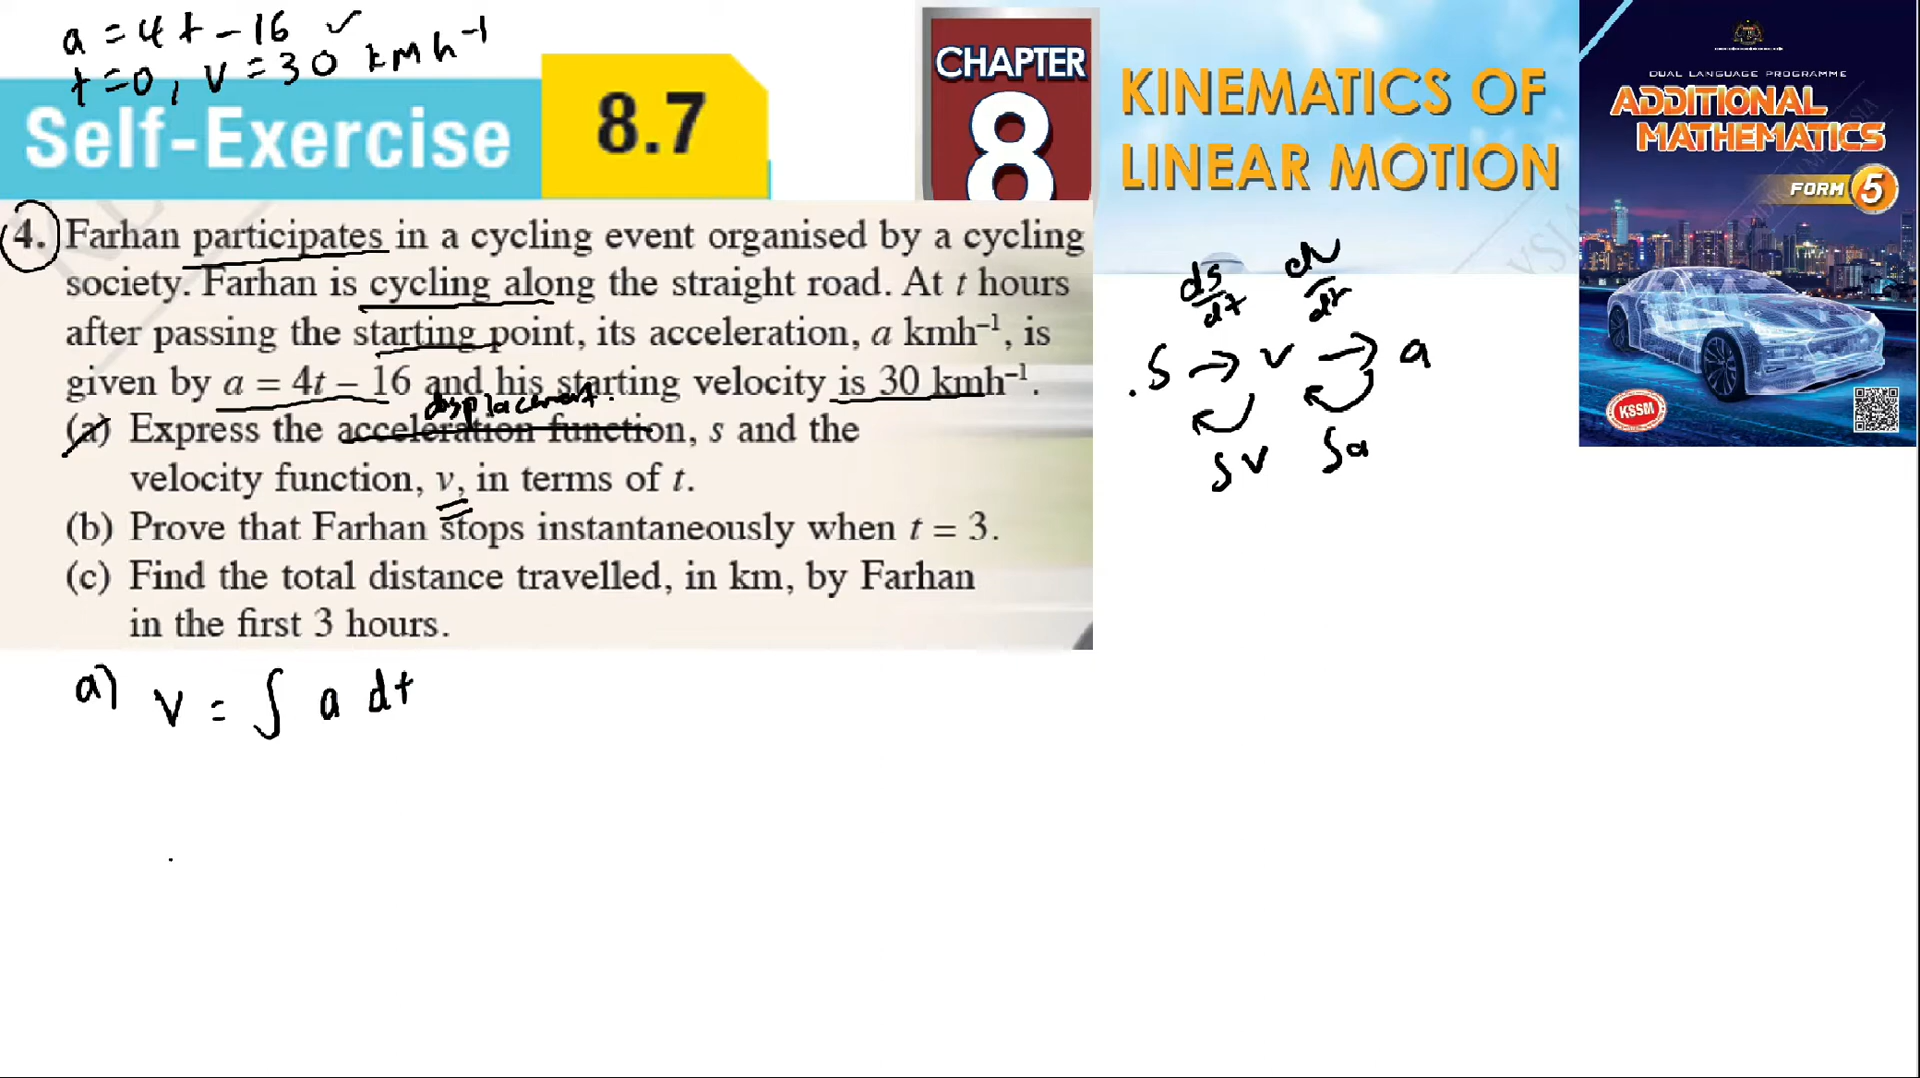 a = 4t - 16 ✓
t = 0, v = 30 kmh⁻¹
Self-Exercise 8.7
CHAPTER
8
KINEMATICS OF
LINEAR MOTION
DUAL LANGUAGE PROGRAMME
ADDITIONAL
MATHEMATICS
FORM 5
KSSM
4. Farhan participates in a cycling event organised by a cycling
society. Farhan is cycling along the straight road. At t hours
after passing the starting point, its acceleration, a kmh⁻¹, is
given by a = 4t – 16 and his starting velocity is 30 kmh⁻¹.
displacement.
(a) Express the acceleration function, s and the
velocity function, v, in terms of t.
(b) Prove that Farhan stops instantaneously when t = 3.
(c) Find the total distance travelled, in km, by Farhan
in the first 3 hours.
ds/dt dv/dt
s → v → a
∫v ∫a
a) v = ∫ a dt